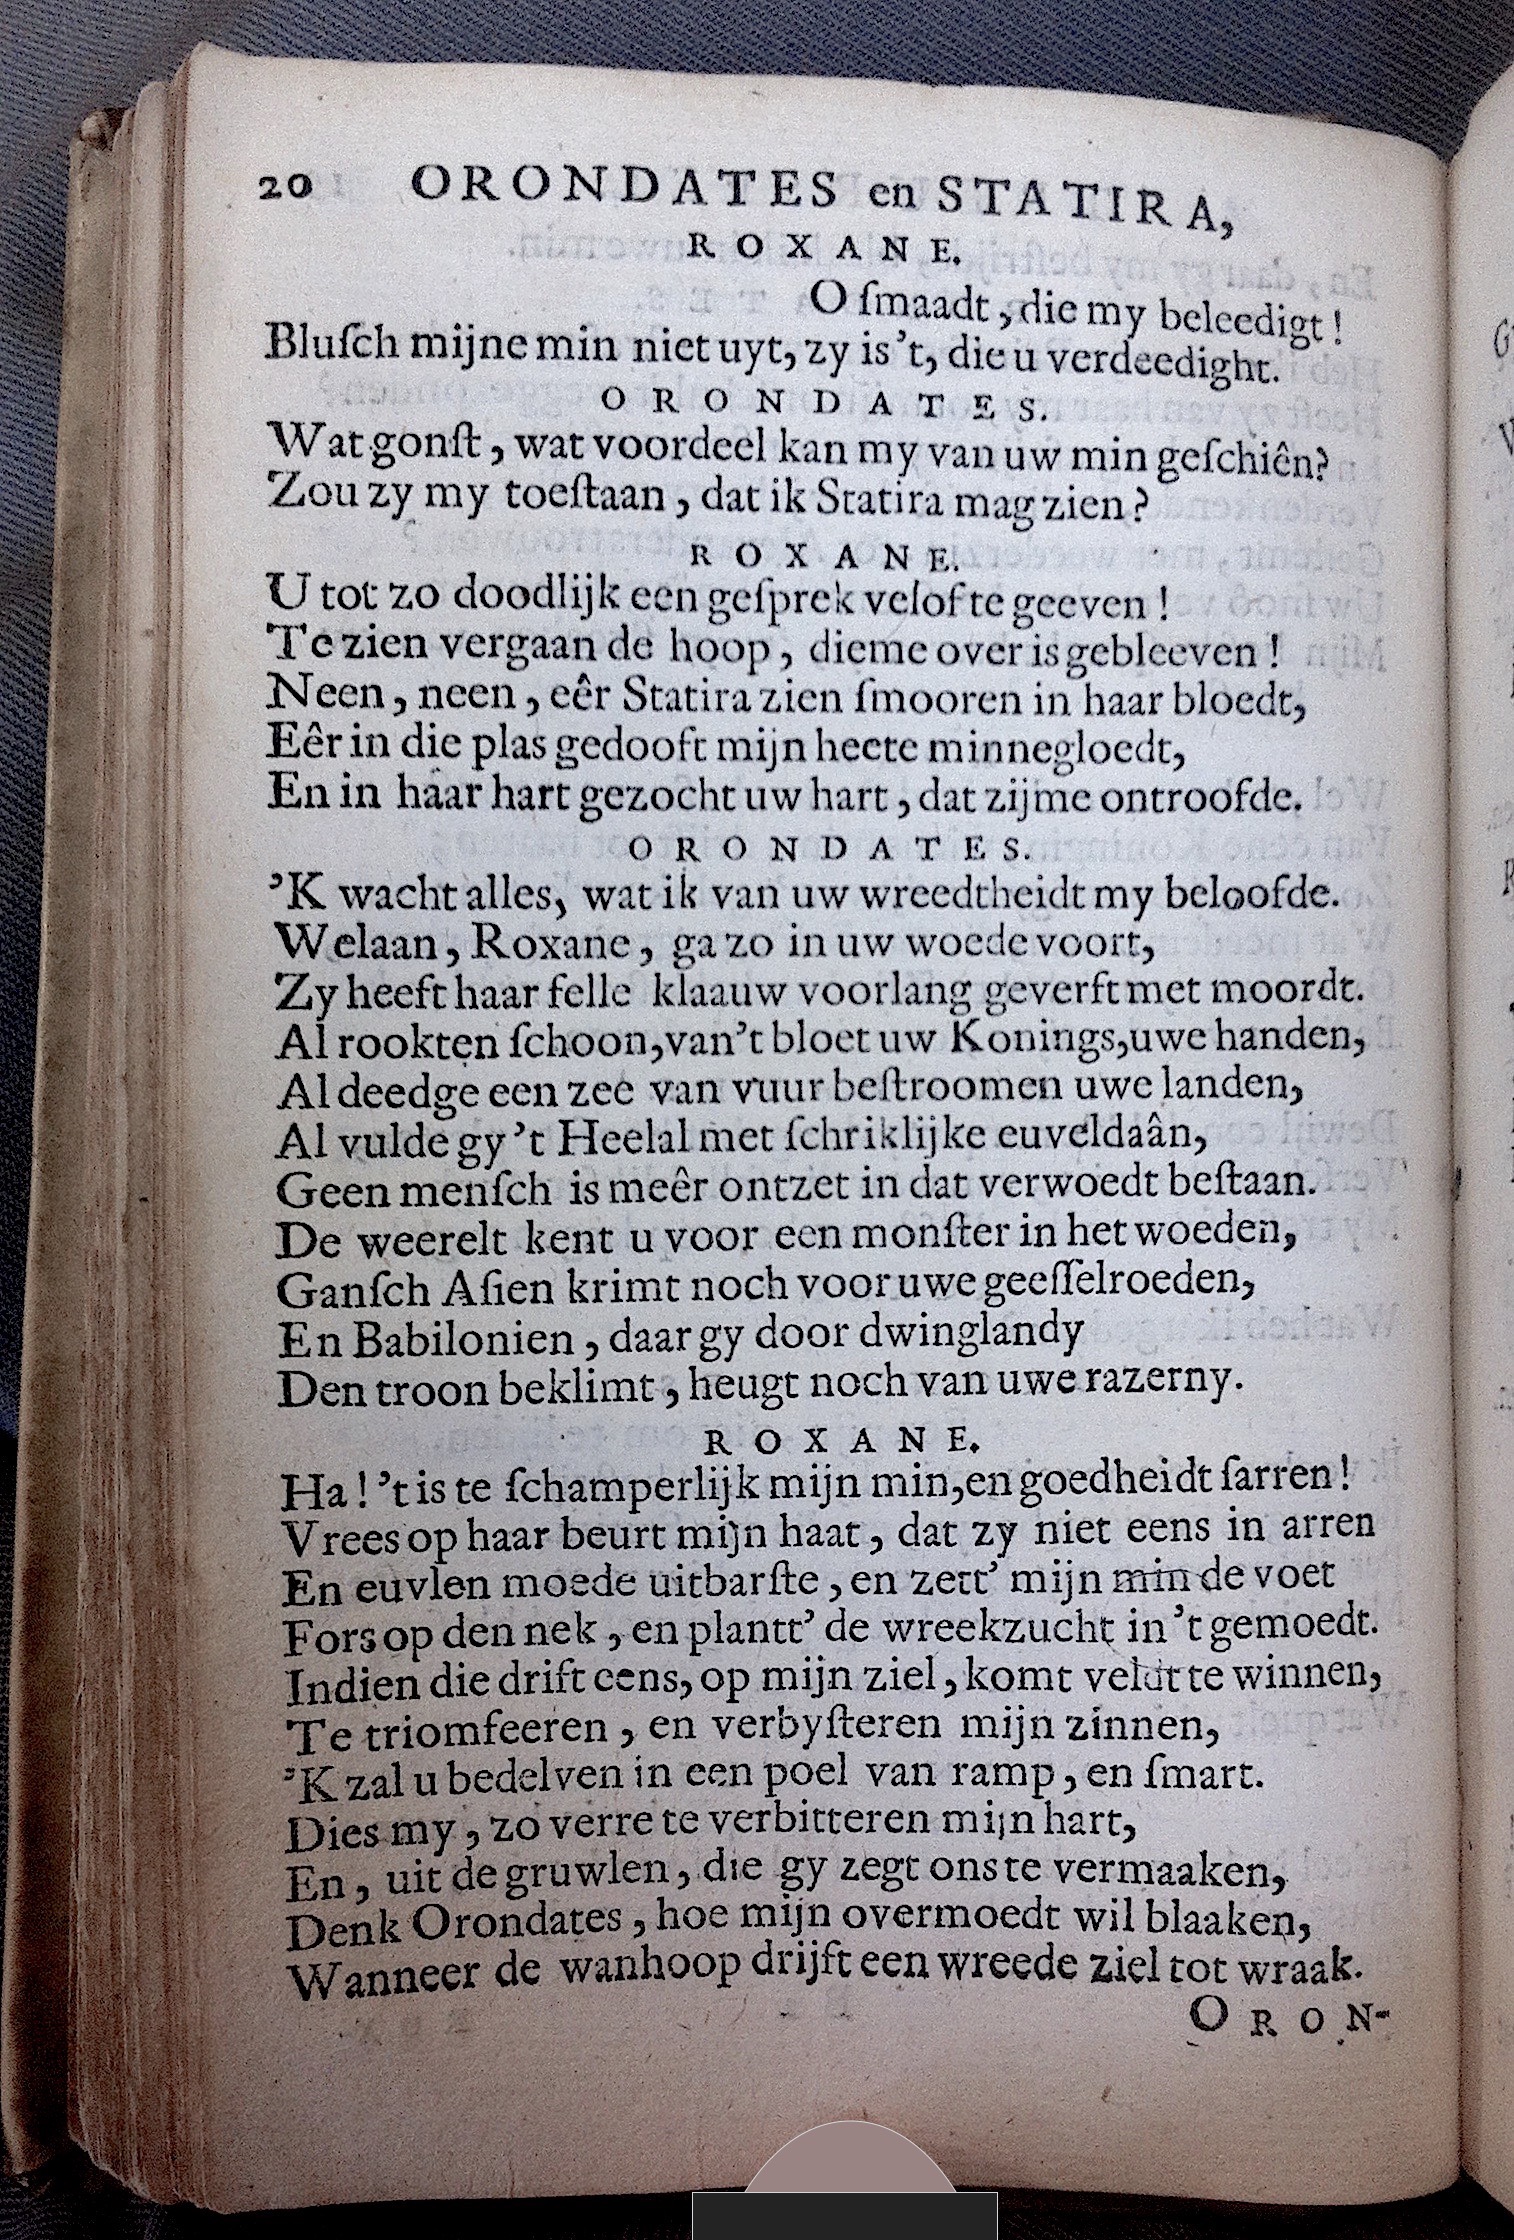 20 ORONDATES en STATIRA,
ROXANE.
O ſmaadt, die my beleedigt!
Bluſch mijne min niet uyt, zy is 't, die u verdeedight.
ORONDATES.
Wat gonſt, wat voordeel kan my van uw min geſchiên?
Zou zy my toeſtaan, dat ik Statira mag zien?
ROXANE.
U tot zo doodlijk een geſprek velof te geeven!
Te zien vergaan de hoop, die me over is gebleeven!
Neen, neen, eêr Statira zien ſmooren in haar bloedt,
Eêr in die plas gedooft mijn heete minnegloedt,
En in haar hart gezocht uw hart, dat zij me ontroofde.
ORONDATES.
'K wacht alles, wat ik van uw wreedtheidt my beloofde.
Welaan, Roxane, ga zo in uw woede voort,
Zy heeft haar felle klaauw voorlang geverft met moordt.
Al rookten ſchoon, van 't bloet uw Konings, uwe handen,
Al deedge een zee van vuur beſtroomen uwe landen,
Al vulde gy 't Heelal met ſchriklijke euveldaân,
Geen menſch is meêr ontzet in dat verwoedt beſtaan.
De weerelt kent u voor een monſter in het woeden,
Ganſch Aſien krimt noch voor uwe geeſſelroeden,
En Babilonien, daar gy door dwinglandy
Den troon beklimt, heugt noch van uwe razerny.
ROXANE.
Ha! 't is te ſchamperlijk mijn min, en goedheidt ſarren!
Vrees op haar beurt mijn haat, dat zy niet eens in arren
En euvlen moede uitbarſte, en zett' mijn min de voet
Fors op den nek, en plantt' de wreekzucht in 't gemoedt.
Indien die drift eens, op mijn ziel, komt veldt te winnen,
Te triomfeeren, en verbyſteren mijn zinnen,
'K zal u bedelven in een poel van ramp, en ſmart.
Dies my, zo verre te verbitteren mijn hart,
En, uit de gruwlen, die gy zegt ons te vermaaken,
Denk Orondates, hoe mijn overmoedt wil blaaken,
Wanneer de wanhoop drijft een wreede ziel tot wraak.
ORON-